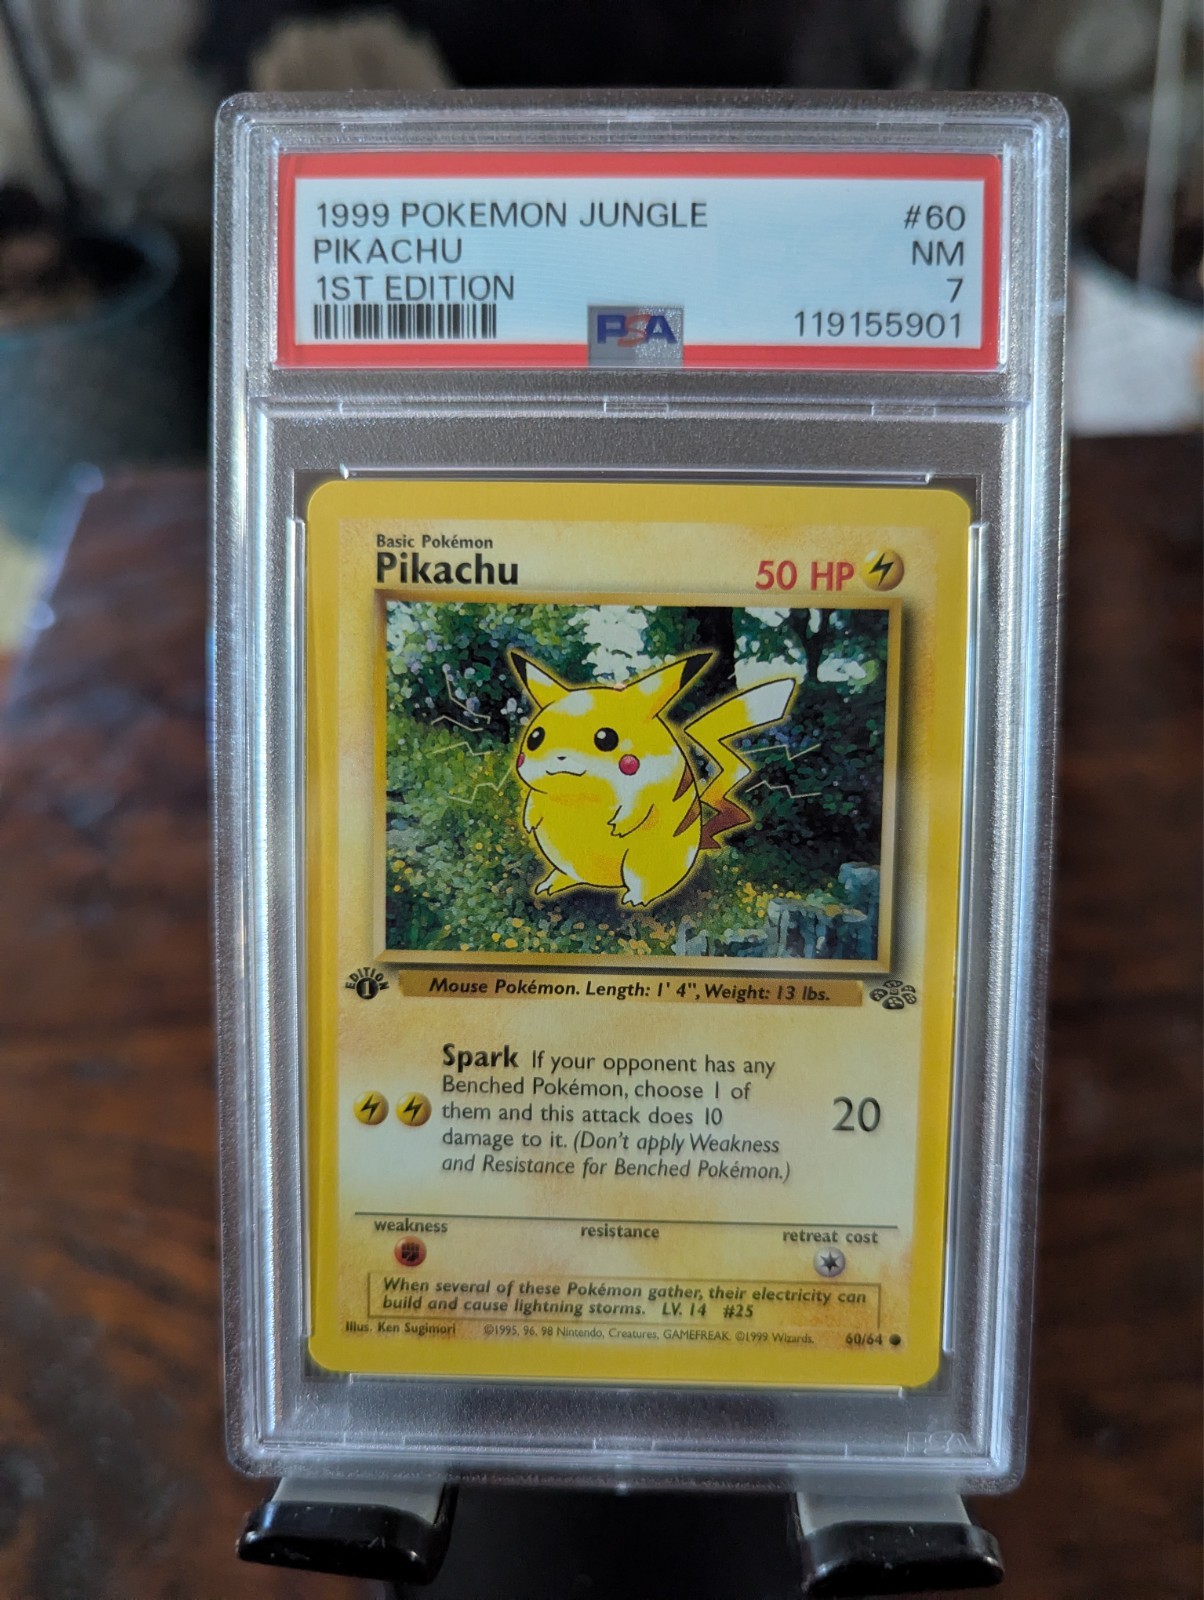 1999 POKEMON JUNGLE #60
PIKACHU NM
1ST EDITION 7
PSA 119155901
Basic Pokémon
Pikachu 50 HP
EDITION 1
Mouse Pokémon. Length: 1' 4", Weight: 13 lbs.
Spark If your opponent has any
Benched Pokémon, choose 1 of
them and this attack does 10
damage to it. (Don't apply Weakness
and Resistance for Benched Pokémon.)
20
weakness resistance retreat cost
When several of these Pokémon gather, their electricity can
build and cause lightning storms. LV. 14 #25
Illus. Ken Sugimori ©1995, 96, 98 Nintendo, Creatures, GAMEFREAK. ©1999 Wizards. 60/64
PSA